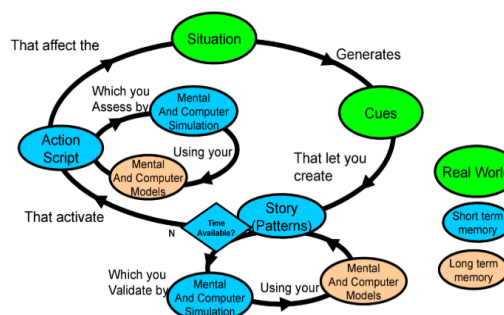 Situation
That affect the
Generates
Which you
Assess by
Mental
And Computer
Simulation
Cues
Action
Script
Using your
Mental
And Computer
Models
That let you
create
Real World
That activate
N
Time
Available?
Story
(Patterns)
Short term
memory
Which you
Validate by
Mental
And Computer
Simulation
Using your
Mental
And Computer
Models
Long term
memory